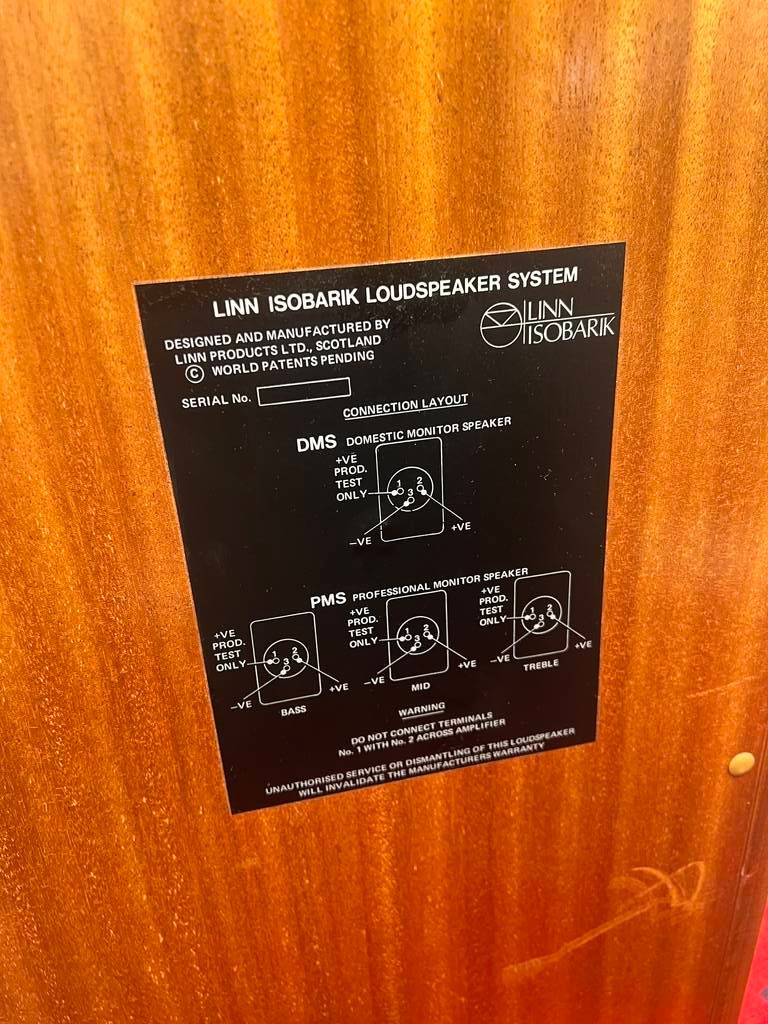 LINN ISOBARIK LOUDSPEAKER SYSTEM
DESIGNED AND MANUFACTURED BY
LINN PRODUCTS LTD., SCOTLAND
© WORLD PATENTS PENDING
LINN
ISOBARIK
SERIAL No.
CONNECTION LAYOUT
DMS DOMESTIC MONITOR SPEAKER
+VE
PROD.
TEST
ONLY
1 2
3
-VE +VE
PMS PROFESSIONAL MONITOR SPEAKER
+VE
PROD.
TEST
ONLY
1 2
3
-VE +VE
BASS
+VE
PROD.
TEST
ONLY
1 2
3
-VE +VE
MID
+VE
PROD.
TEST
ONLY
1 2
3
-VE +VE
TREBLE
WARNING
DO NOT CONNECT TERMINALS
No. 1 WITH No. 2 ACROSS AMPLIFIER
UNAUTHORISED SERVICE OR DISMANTLING OF THIS LOUDSPEAKER
WILL INVALIDATE THE MANUFACTURERS WARRANTY